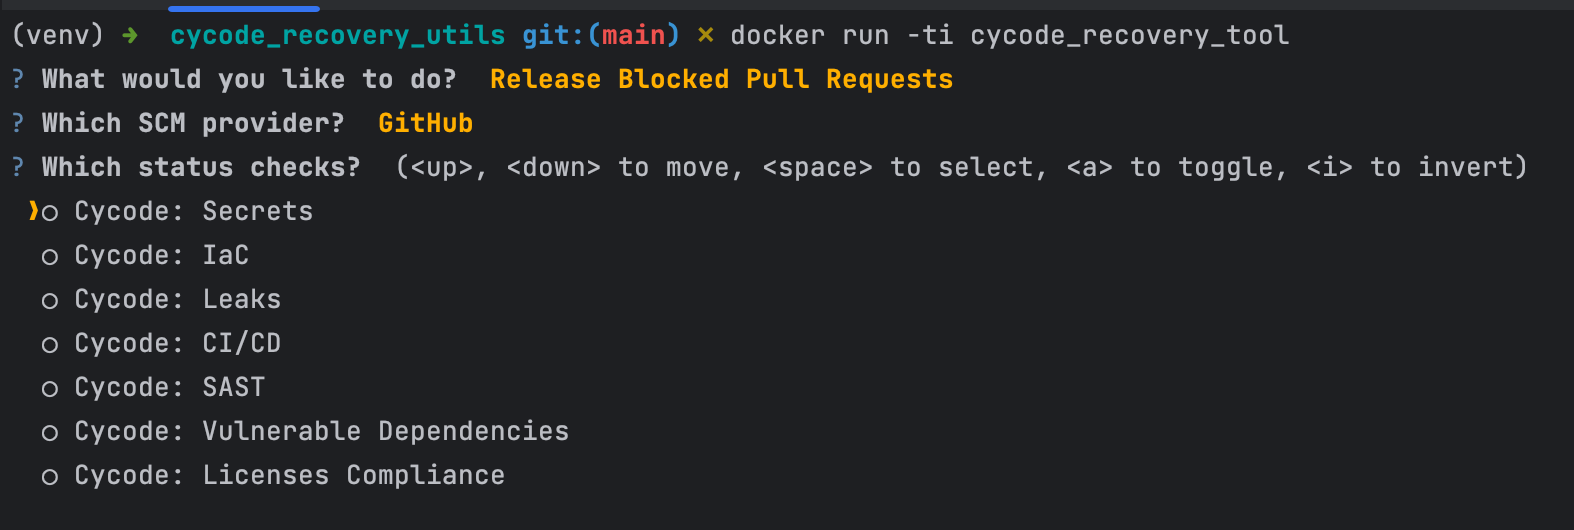 (venv) ➜  cycode_recovery_utils git:(main) ✗ docker run -ti cycode_recovery_tool
? What would you like to do?  Release Blocked Pull Requests
? Which SCM provider?  GitHub
? Which status checks?  (<up>, <down> to move, <space> to select, <a> to toggle, <i> to invert)
❯○ Cycode: Secrets
○ Cycode: IaC
○ Cycode: Leaks
○ Cycode: CI/CD
○ Cycode: SAST
○ Cycode: Vulnerable Dependencies
○ Cycode: Licenses Compliance